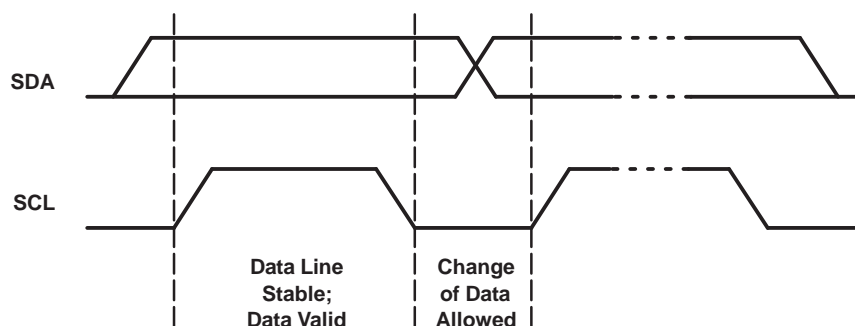 SDA
SCL
Data Line
Stable;
Data Valid
Change
of Data
Allowed